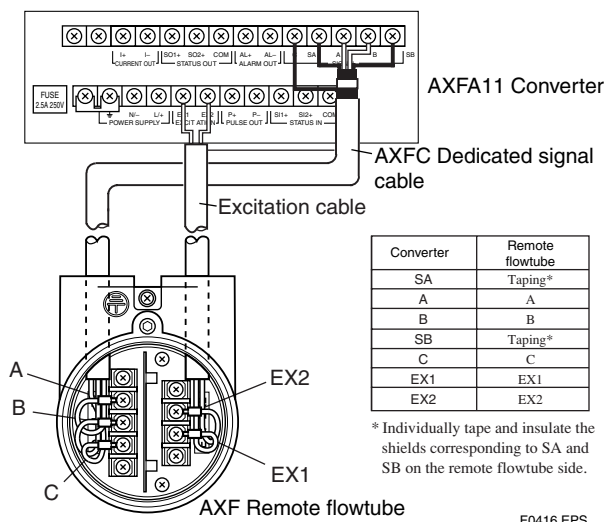 I+ I– SO1+ SO2+ COM AL+ AL– SA A B SB
CURRENT OUT STATUS OUT ALARM OUT
FUSE
2.5A 250V
N/– L/+ EX1 EX2 P+ P– SI1+ SI2+ COM
POWER SUPPLY PULSE OUT STATUS IN
AXFA11 Converter
AXFC Dedicated signal
cable
Excitation cable
Converter Remote flowtube
SA Taping*
A A
B B
SB Taping*
C C
EX1 EX1
EX2 EX2
* Individually tape and insulate the
shields corresponding to SA and
SB on the remote flowtube side.
A
B
C
EX2
EX1
AXF Remote flowtube
F0416.EPS